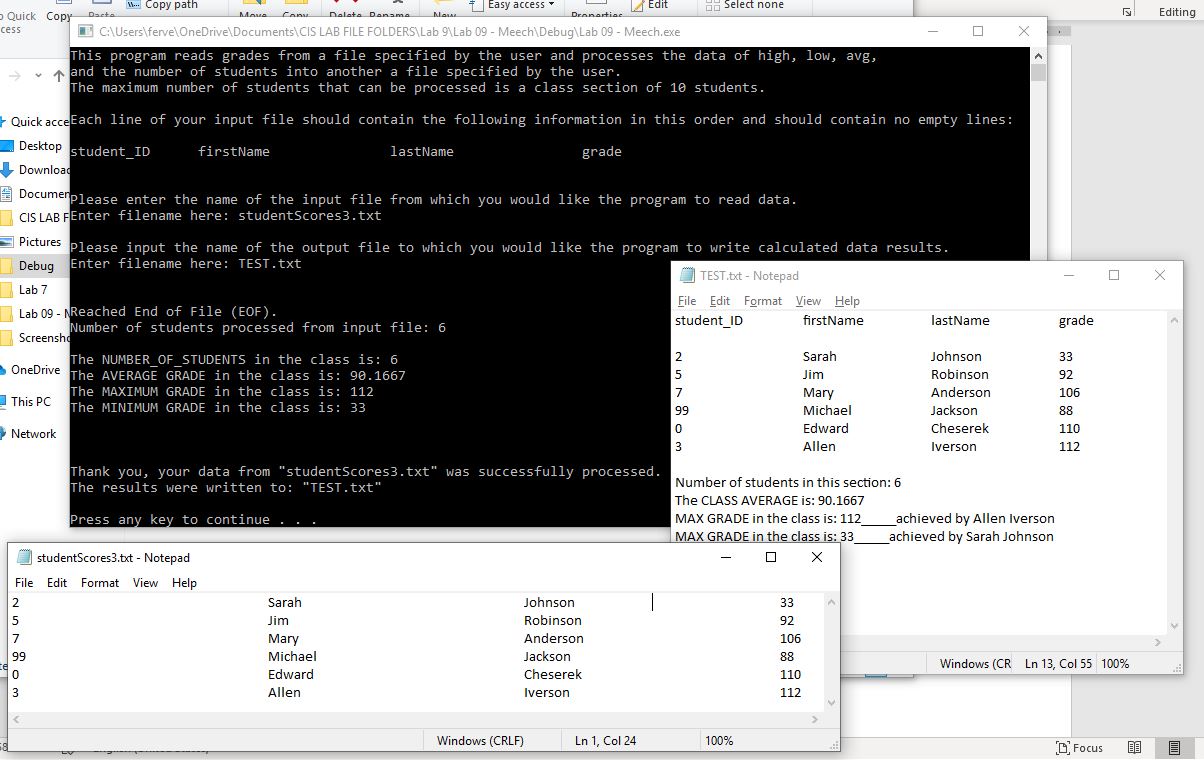 Quick
Copy
cess
Copy path
Move
Copy
Delete
Rename
New
Easy access
Properties
Edit
Select none
Editing
C:\Users\ferve\OneDrive\Documents\CIS LAB FILE FOLDERS\Lab 9\Lab 09 - Meech\Debug\Lab 09 - Meech.exe
This program reads grades from a file specified by the user and processes the data of high, low, avg,
and the number of students into another a file specified by the user.
The maximum number of students that can be processed is a class section of 10 students.
Each line of your input file should contain the following information in this order and should contain no empty lines:
student_ID firstName lastName grade
Please enter the name of the input file from which you would like the program to read data.
Enter filename here: studentScores3.txt
Please input the name of the output file to which you would like the program to write calculated data results.
Enter filename here: TEST.txt
Reached End of File (EOF).
Number of students processed from input file: 6
The NUMBER_OF_STUDENTS in the class is: 6
The AVERAGE GRADE in the class is: 90.1667
The MAXIMUM GRADE in the class is: 112
The MINIMUM GRADE in the class is: 33
Thank you, your data from "studentScores3.txt" was successfully processed.
The results were written to: "TEST.txt"
Press any key to continue . . .
Quick acce
Desktop
Download
Documen
CIS LAB F
Pictures
Debug
Lab 7
Lab 09 - M
Screensho
OneDrive
This PC
Network
TEST.txt - Notepad
File Edit Format View Help
student_ID firstName lastName grade
2 Sarah Johnson 33
5 Jim Robinson 92
7 Mary Anderson 106
99 Michael Jackson 88
0 Edward Cheserek 110
3 Allen Iverson 112
Number of students in this section: 6
The CLASS AVERAGE is: 90.1667
MAX GRADE in the class is: 112_____achieved by Allen Iverson
MAX GRADE in the class is: 33_____achieved by Sarah Johnson
Windows (CR Ln 13, Col 55 100%
studentScores3.txt - Notepad
File Edit Format View Help
2 Sarah Johnson 33
5 Jim Robinson 92
7 Mary Anderson 106
99 Michael Jackson 88
0 Edward Cheserek 110
3 Allen Iverson 112
Windows (CRLF) Ln 1, Col 24 100%
Focus